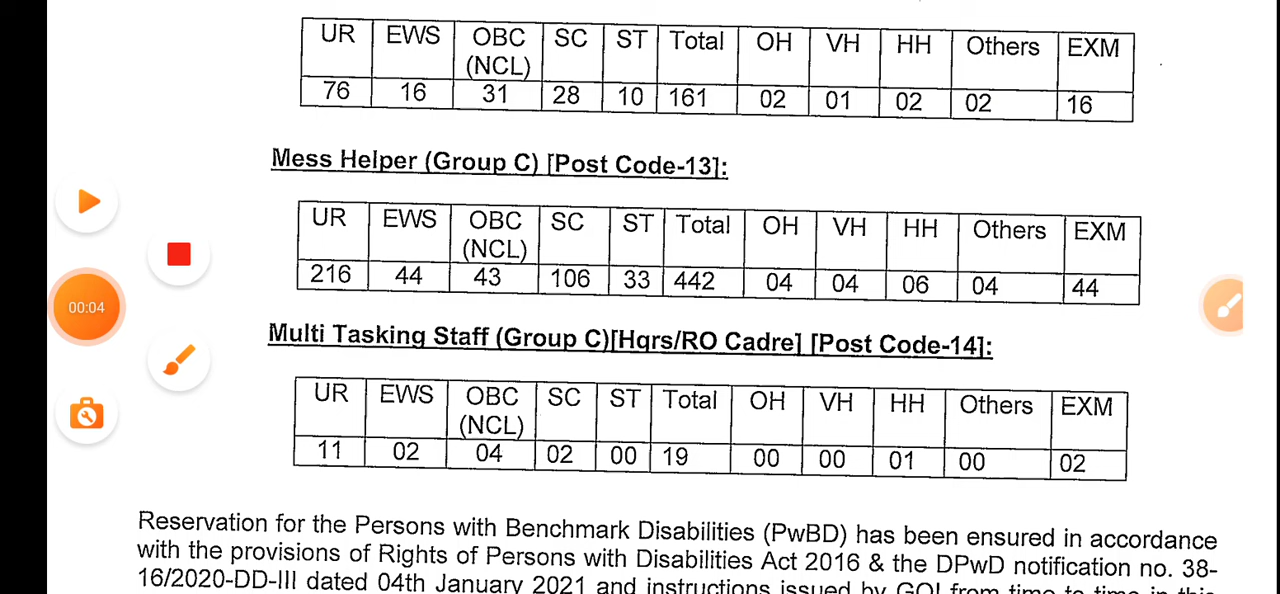 UR EWS OBC (NCL) SC ST Total OH VH HH Others EXM
76 16 31 28 10 161 02 01 02 02 16
Mess Helper (Group C) [Post Code-13]:
UR EWS OBC (NCL) SC ST Total OH VH HH Others EXM
216 44 43 106 33 442 04 04 06 04 44
Multi Tasking Staff (Group C)[Hqrs/RO Cadre] [Post Code-14]:
UR EWS OBC (NCL) SC ST Total OH VH HH Others EXM
11 02 04 02 00 19 00 00 01 00 02
00:04
Reservation for the Persons with Benchmark Disabilities (PwBD) has been ensured in accordance
with the provisions of Rights of Persons with Disabilities Act 2016 & the DPwD notification no. 38-
16/2020-DD-III dated 04th January 2021 and instructions issued by GOI from time to time in this